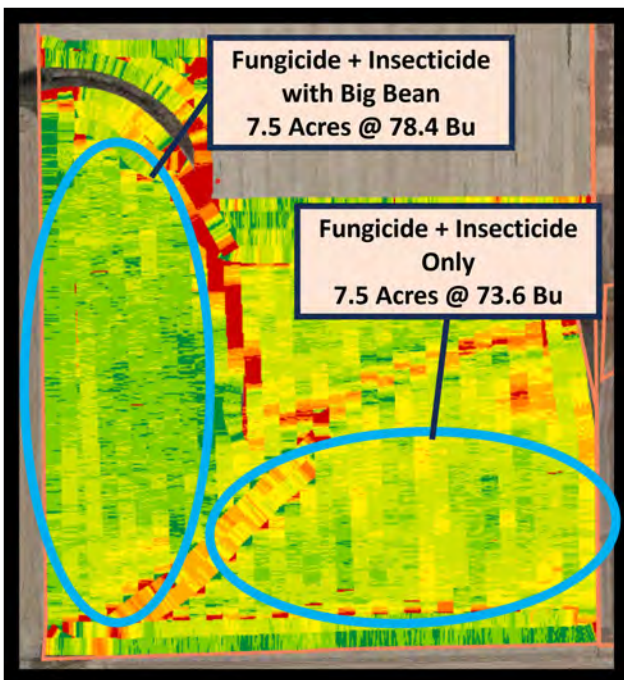 Fungicide + Insecticide
with Big Bean
7.5 Acres @ 78.4 Bu
Fungicide + Insecticide
Only
7.5 Acres @ 73.6 Bu